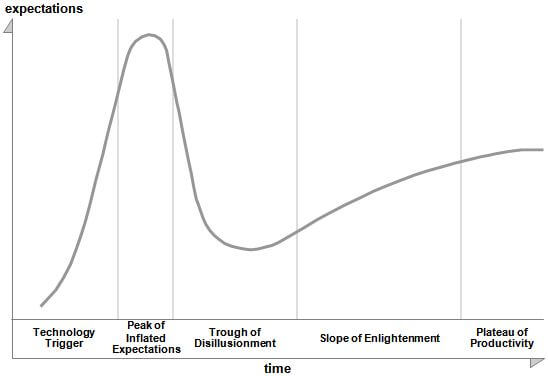 expectations
Technology
Trigger
Peak of
Inflated
Expectations
Trough of
Disillusionment
Slope of Enlightenment
Plateau of
Productivity
time